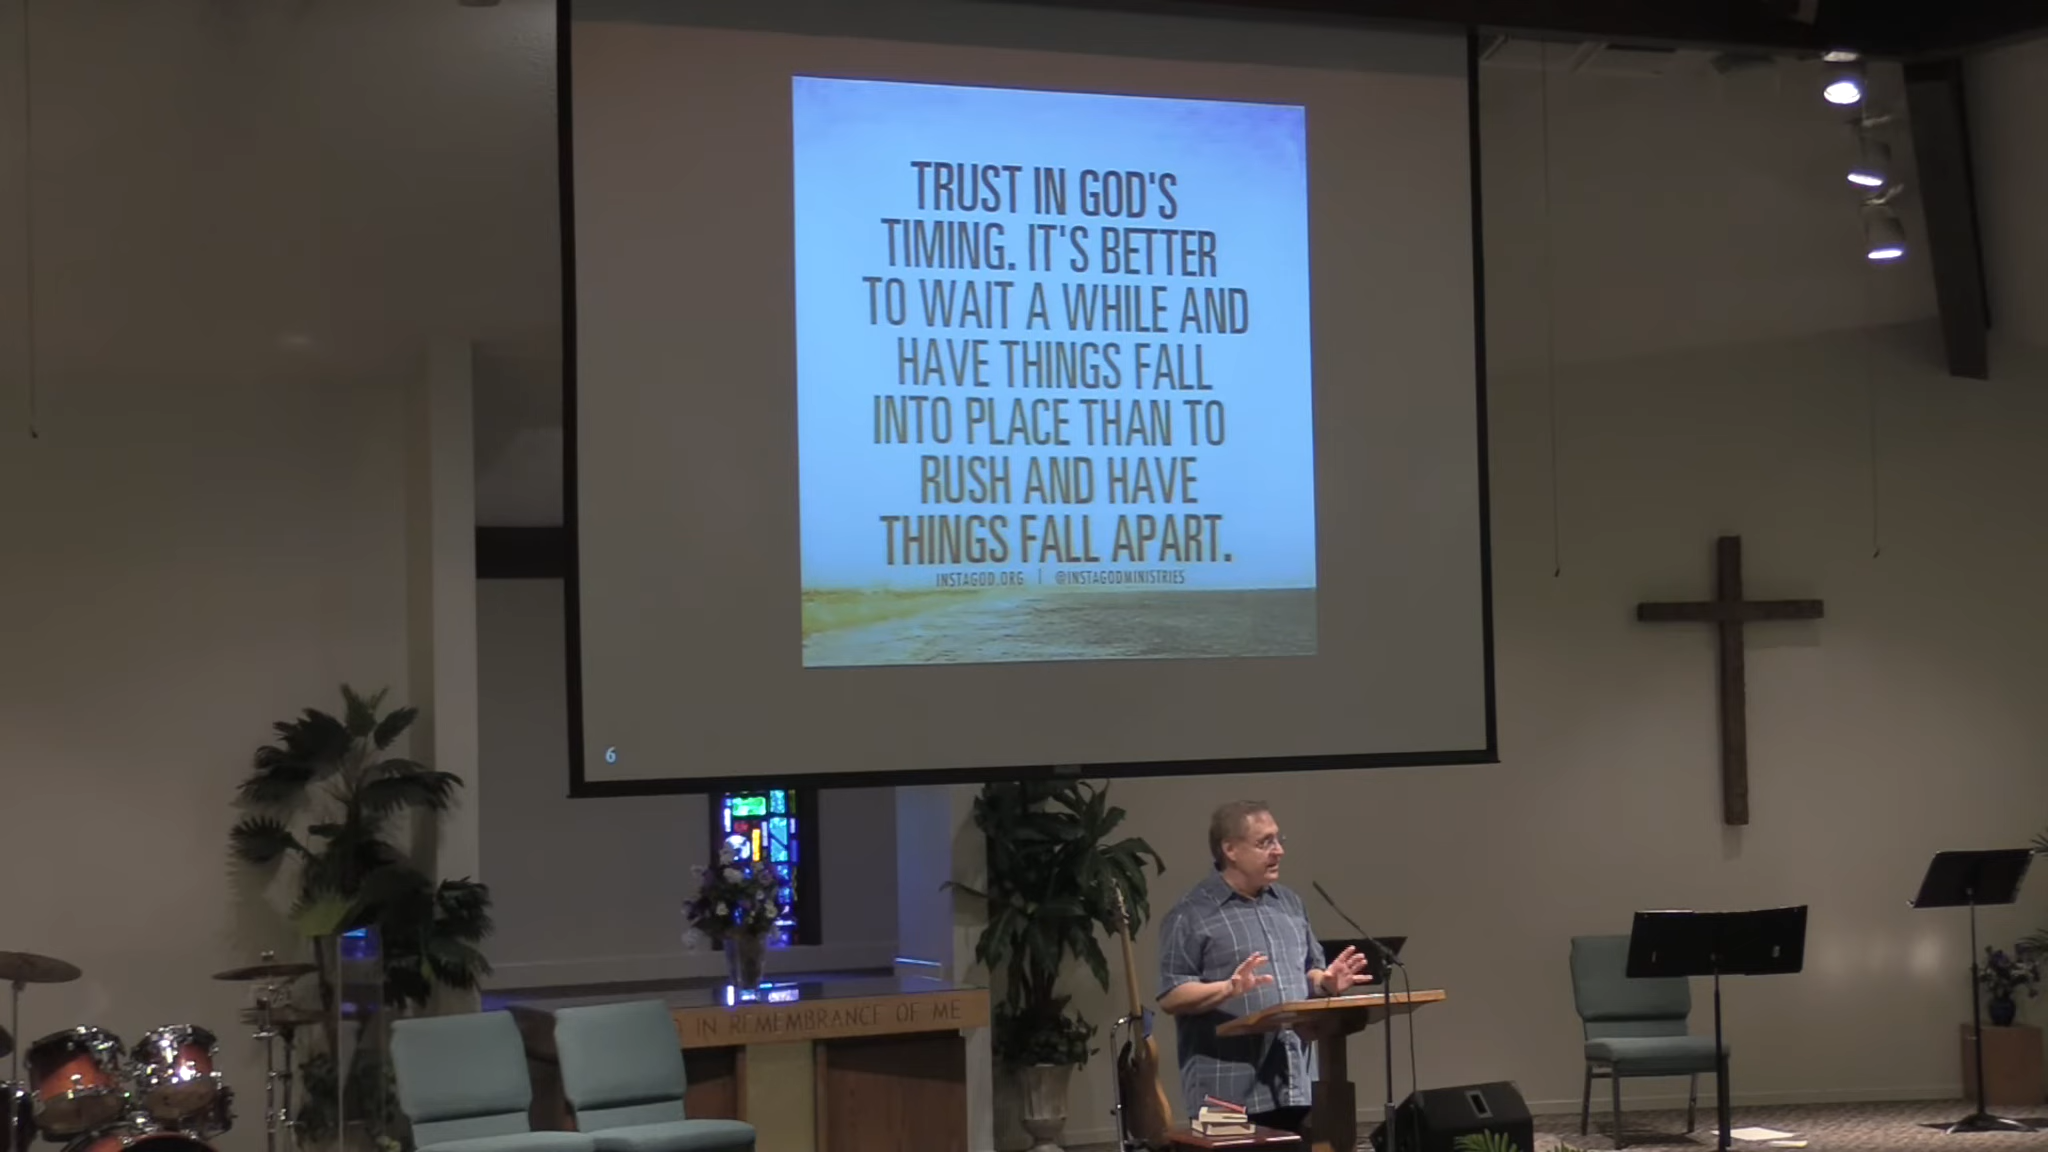 TRUST IN GOD'S
TIMING. IT'S BETTER
TO WAIT A WHILE AND
HAVE THINGS FALL
INTO PLACE THAN TO
RUSH AND HAVE
THINGS FALL APART.
INSTAGOD.ORG | @INSTAGODMINISTRIES
6
IN REMEMBRANCE OF ME